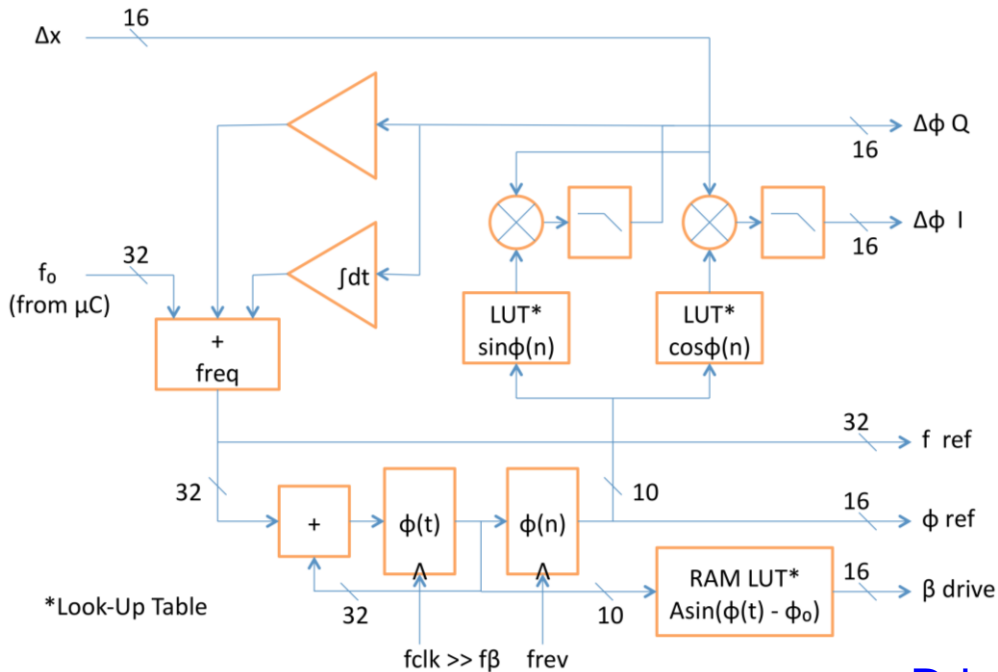 16
Δx
Δϕ Q
16
Δϕ I
16
32
f₀
(from μC)
∫dt
LUT*
sinϕ(n)
LUT*
cosϕ(n)
+
freq
32
f ref
32
10
16
+
ϕ(t)
ϕ(n)
ϕ ref
RAM LUT*
Asin(ϕ(t) - ϕ₀)
16
β drive
*Look-Up Table
32
10
fclk >> fβ
frev